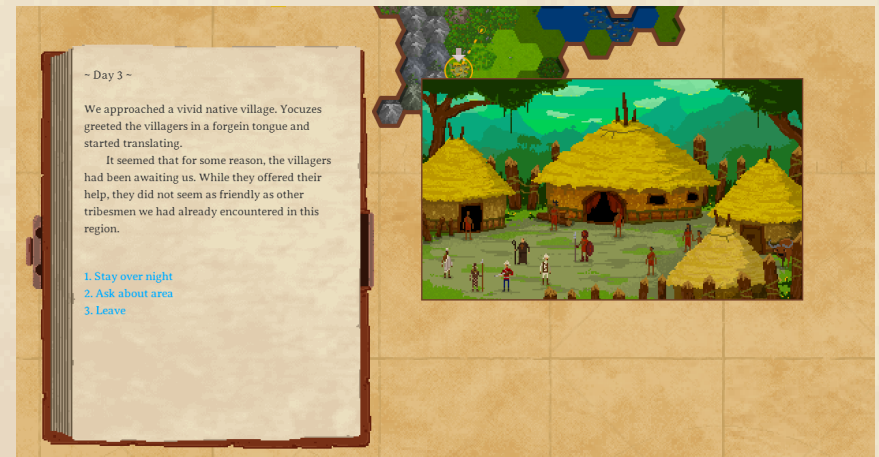 ~ Day 3 ~
We approached a vivid native village. Yocuzes
greeted the villagers in a forgein tongue and
started translating.
It seemed that for some reason, the villagers
had been awaiting us. While they offered their
help, they did not seem as friendly as other
tribesmen we had already encountered in this
region.
1. Stay over night
2. Ask about area
3. Leave